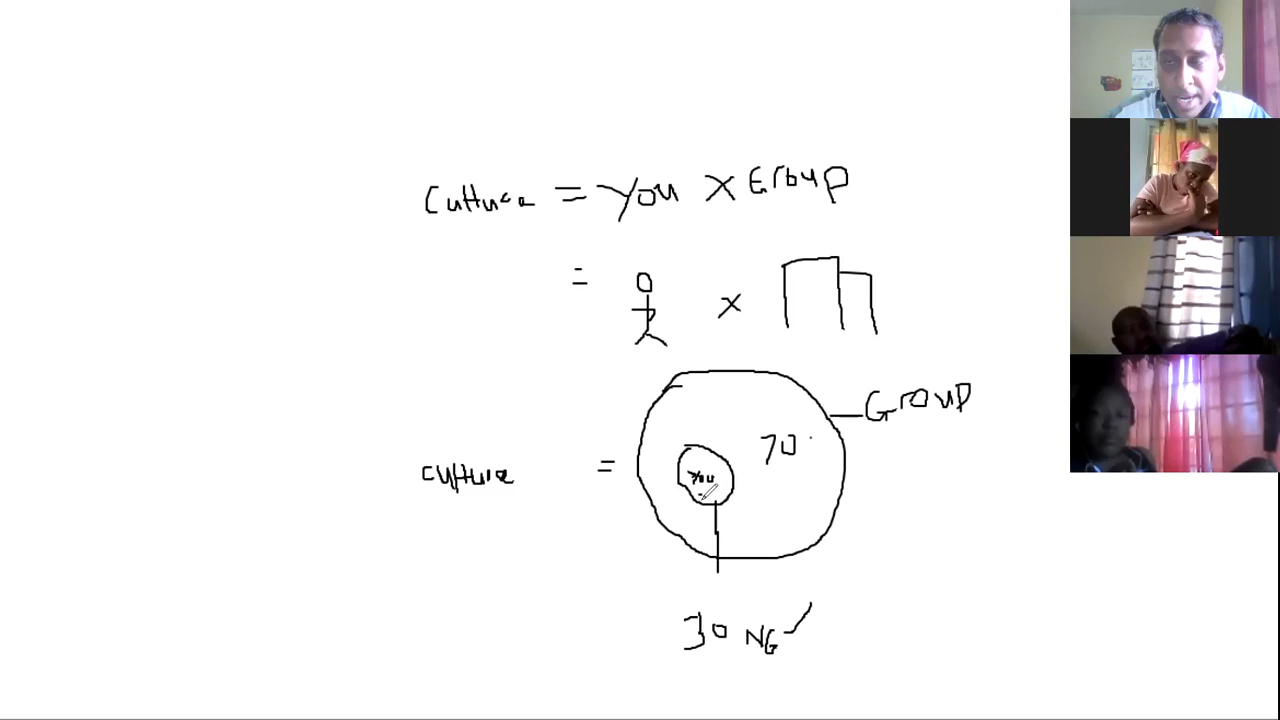 Culture = You X Group
= X
Group
70
You
Culture =
30 NG